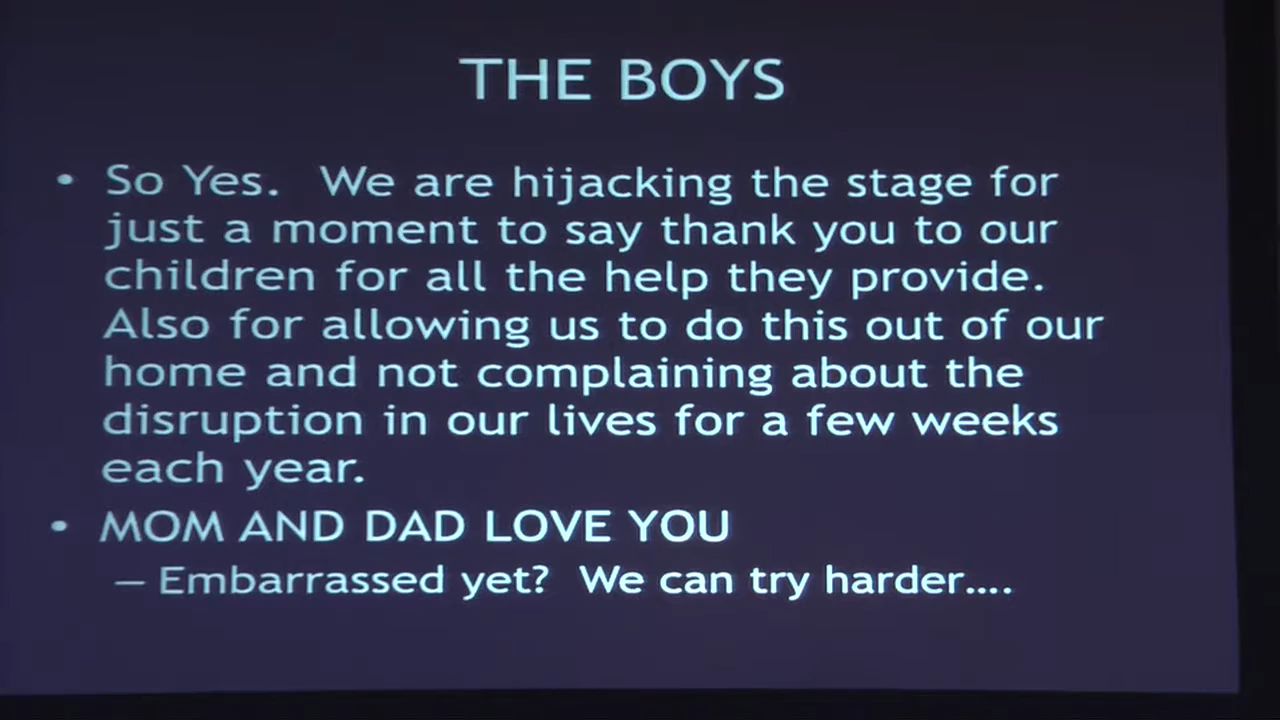 THE BOYS
• So Yes.  We are hijacking the stage for
just a moment to say thank you to our
children for all the help they provide.
Also for allowing us to do this out of our
home and not complaining about the
disruption in our lives for a few weeks
each year.
• MOM AND DAD LOVE YOU
– Embarrassed yet?  We can try harder....